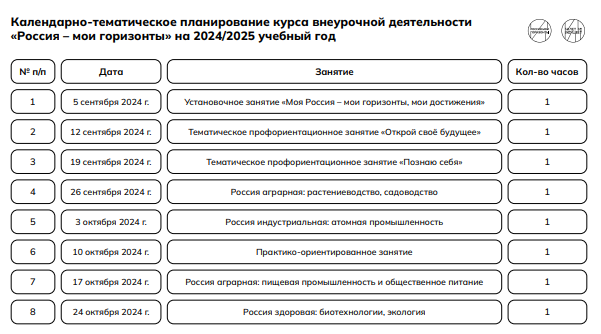 Календарно-тематическое планирование курса внеурочной деятельности
«Россия – мои горизонты» на 2024/2025 учебный год
№ п/п Дата Занятие Кол-во часов
1 5 сентября 2024 г. Установочное занятие «Моя Россия – мои горизонты, мои достижения» 1
2 12 сентября 2024 г. Тематическое профориентационное занятие «Открой своё будущее» 1
3 19 сентября 2024 г. Тематическое профориентационное занятие «Познаю себя» 1
4 26 сентября 2024 г. Россия аграрная: растениеводство, садоводство 1
5 3 октября 2024 г. Россия индустриальная: атомная промышленность 1
6 10 октября 2024 г. Практико-ориентированное занятие 1
7 17 октября 2024 г. Россия аграрная: пищевая промышленность и общественное питание 1
8 24 октября 2024 г. Россия здоровая: биотехнологии, экология 1